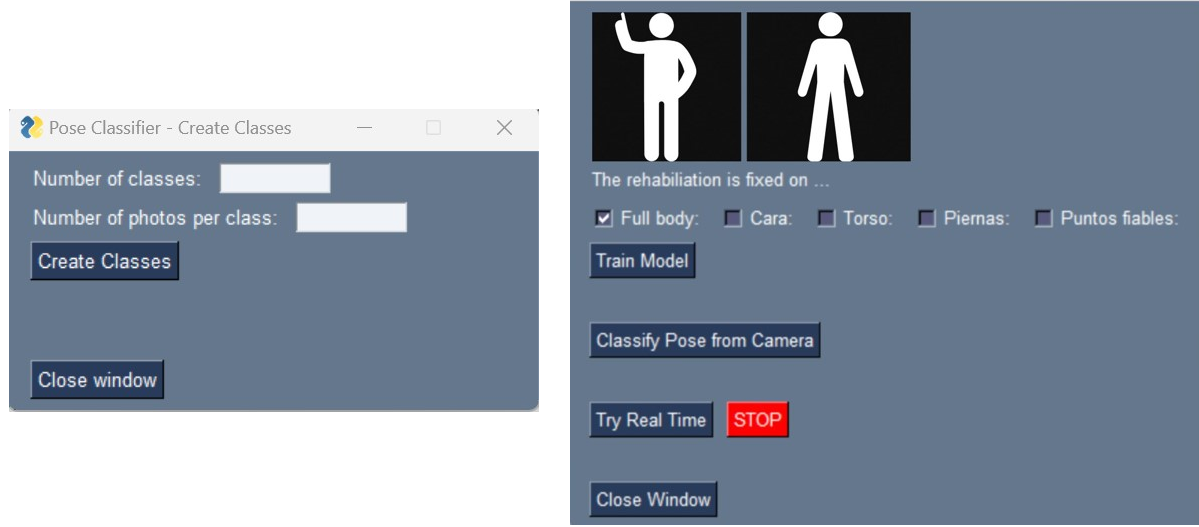 Pose Classifier - Create Classes
Number of classes:
Number of photos per class:
Create Classes
Close window
The rehabiliation is fixed on ...
Full body: Cara: Torso: Piernas: Puntos fiables:
Train Model
Classify Pose from Camera
Try Real Time STOP
Close Window